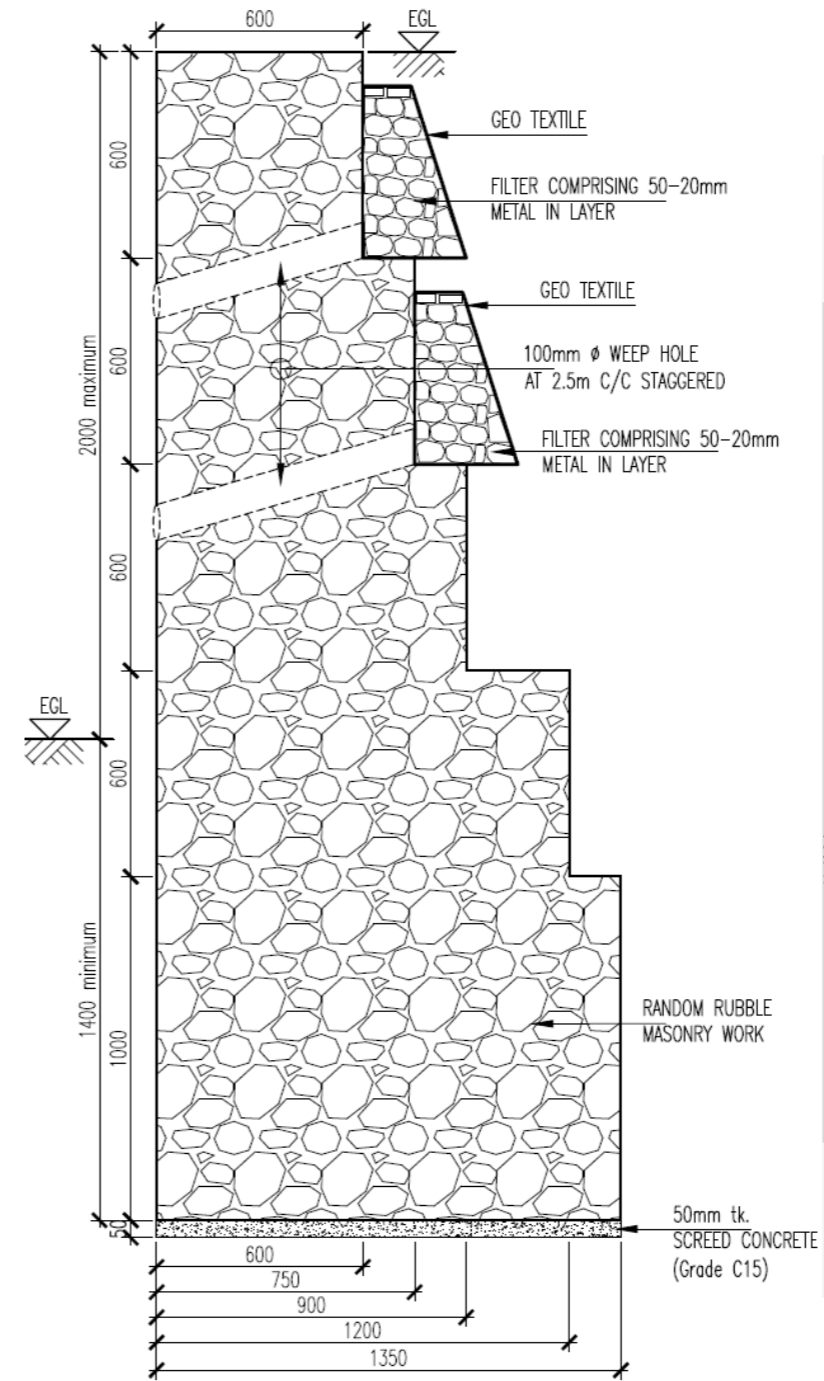 600
EGL
GEO TEXTILE
600
FILTER COMPRISING 50-20mm
METAL IN LAYER
GEO TEXTILE
600
2000 maximum
100mm ø WEEP HOLE
AT 2.5m C/C STAGGERED
FILTER COMPRISING 50-20mm
METAL IN LAYER
600
EGL
600
1400 minimum
1000
RANDOM RUBBLE
MASONRY WORK
50
50mm tk.
SCREED CONCRETE
(Grade C15)
600
750
900
1200
1350